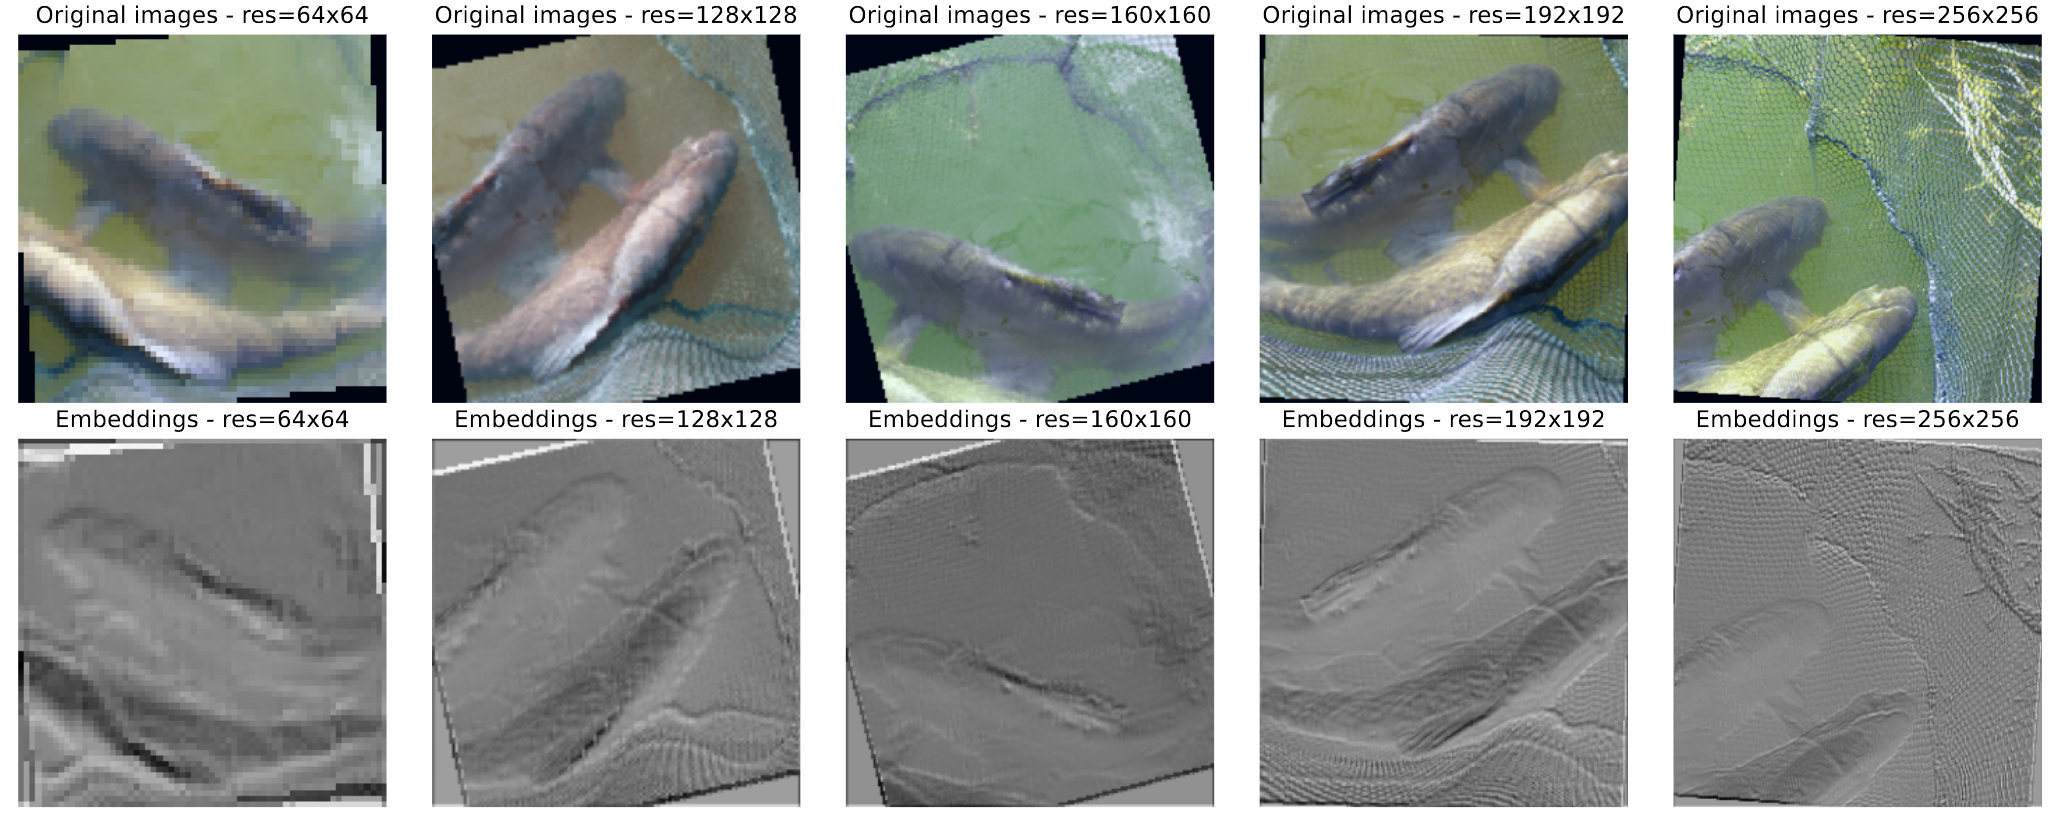 Original images - res=64x64
Original images - res=128x128
Original images - res=160x160
Original images - res=192x192
Original images - res=256x256
Embeddings - res=64x64
Embeddings - res=128x128
Embeddings - res=160x160
Embeddings - res=192x192
Embeddings - res=256x256